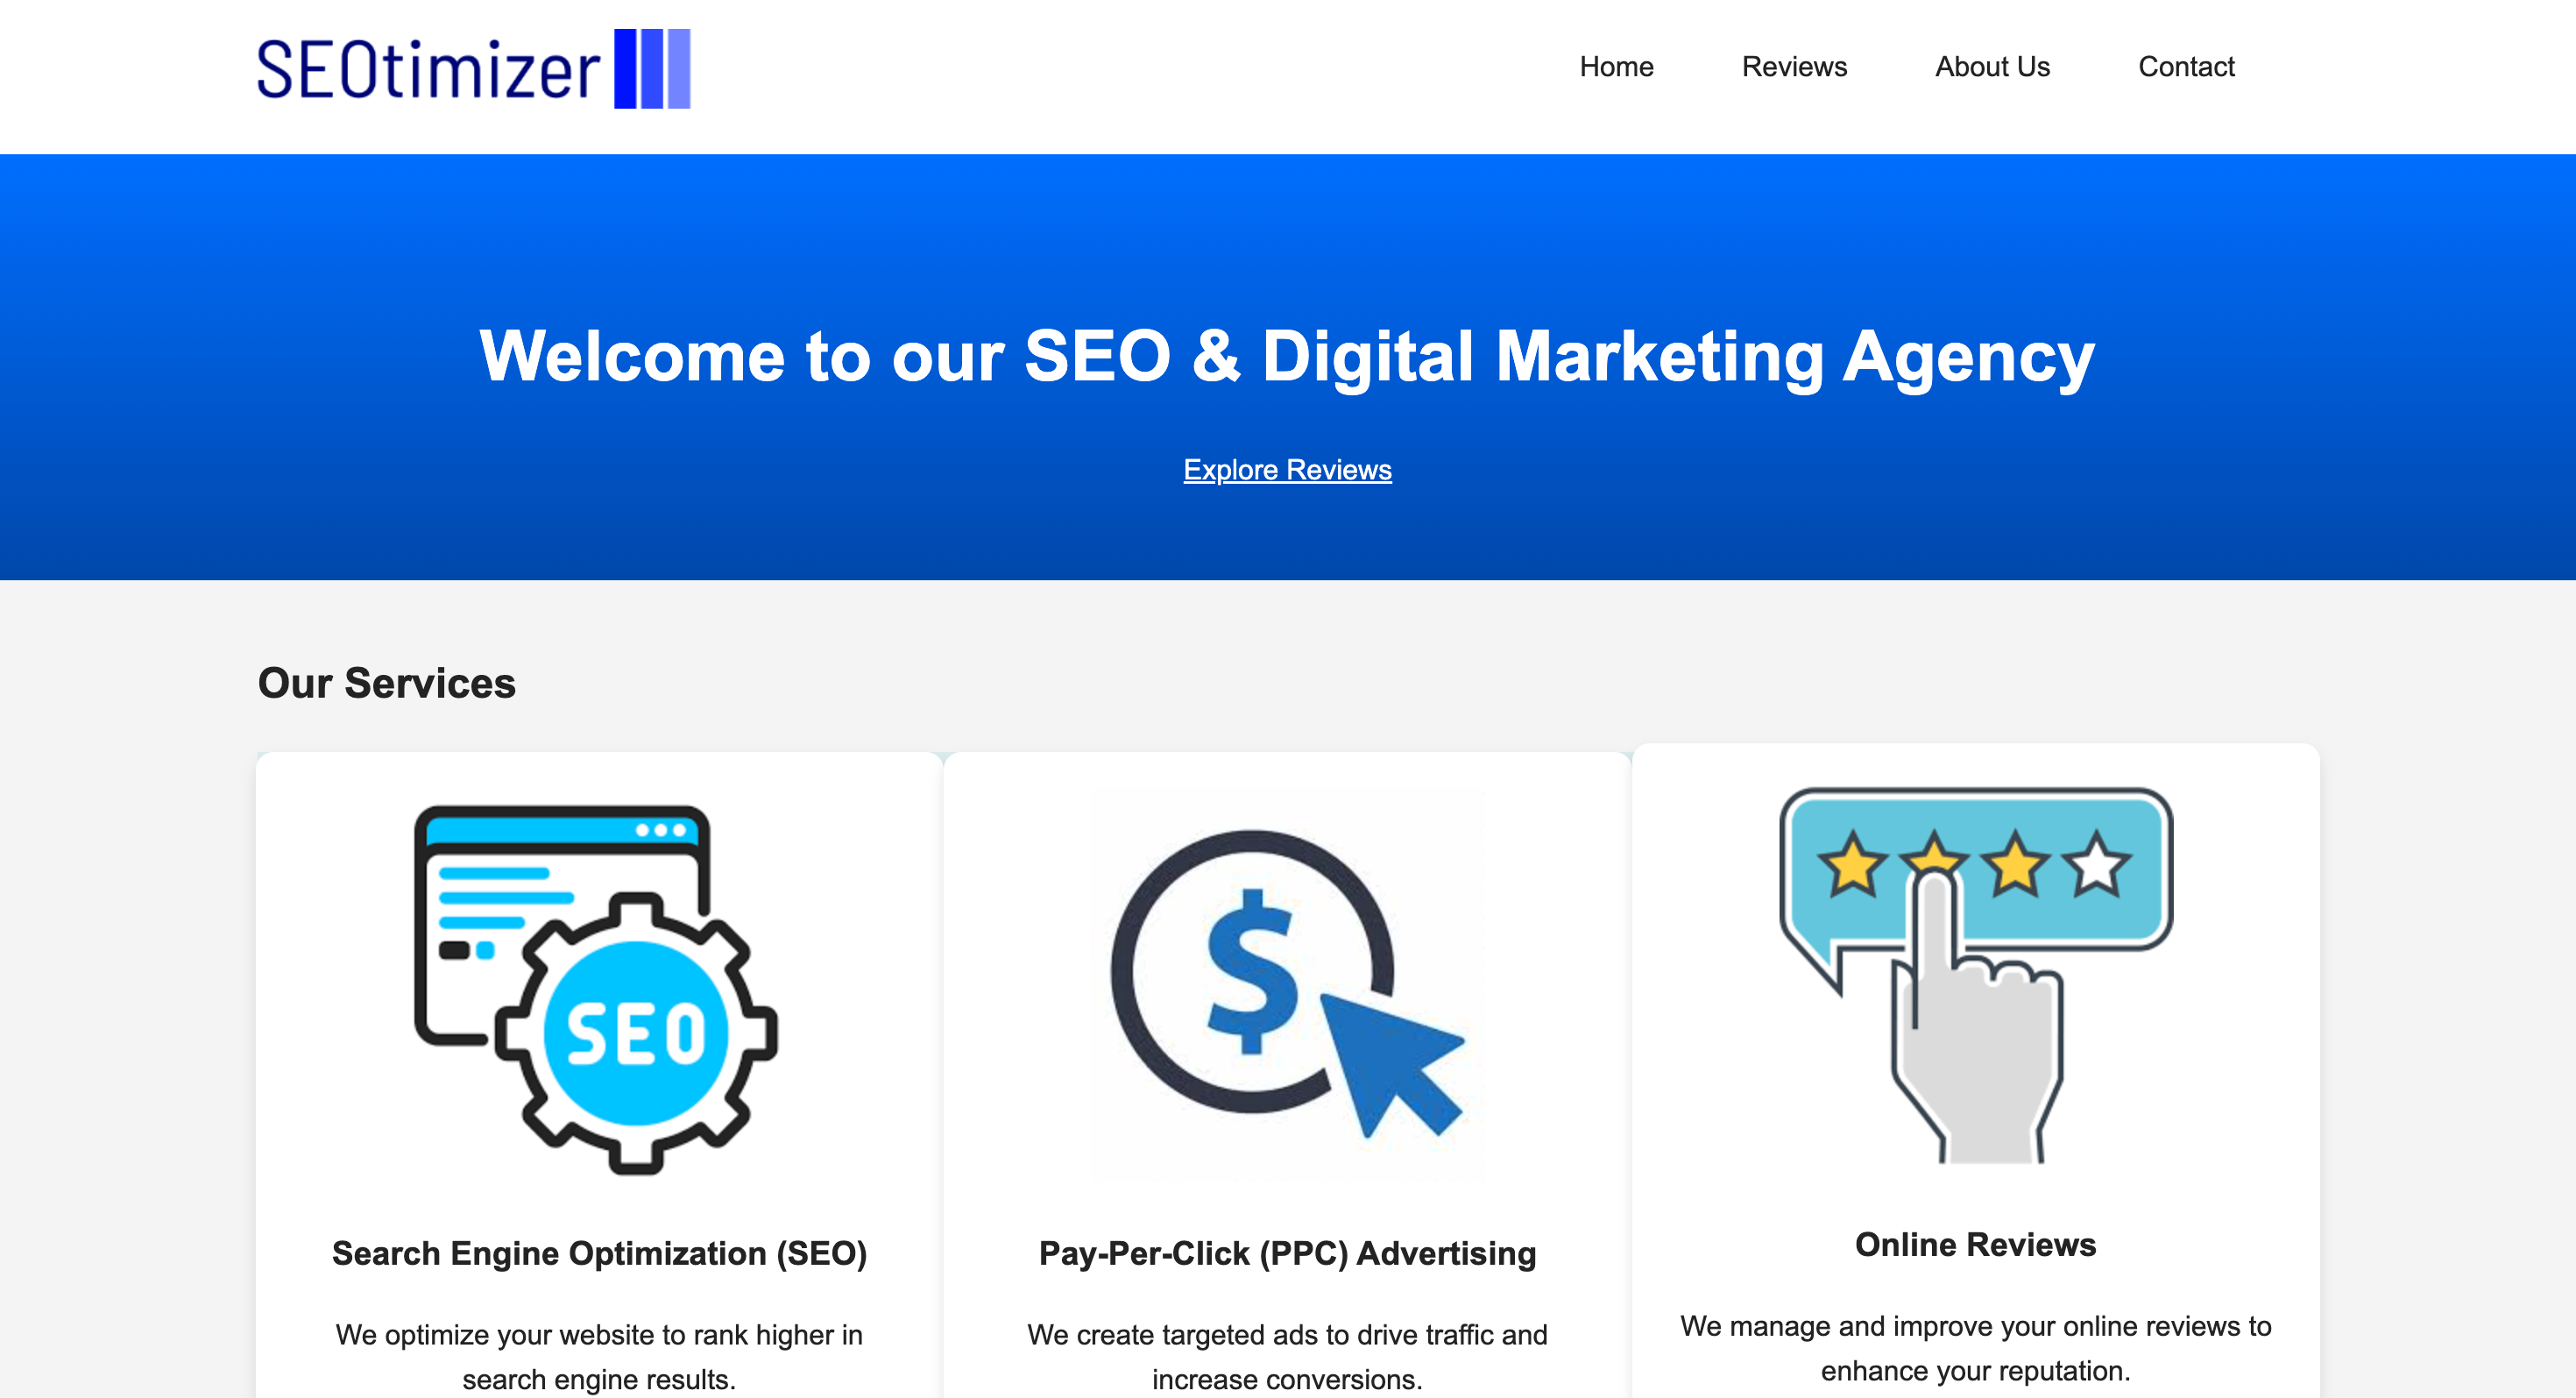 SEOtimizer
Home Reviews About Us Contact
Welcome to our SEO & Digital Marketing Agency
Explore Reviews
Our Services
SEO
$
Search Engine Optimization (SEO)
We optimize your website to rank higher in
search engine results.
Pay-Per-Click (PPC) Advertising
We create targeted ads to drive traffic and
increase conversions.
Online Reviews
We manage and improve your online reviews to
enhance your reputation.